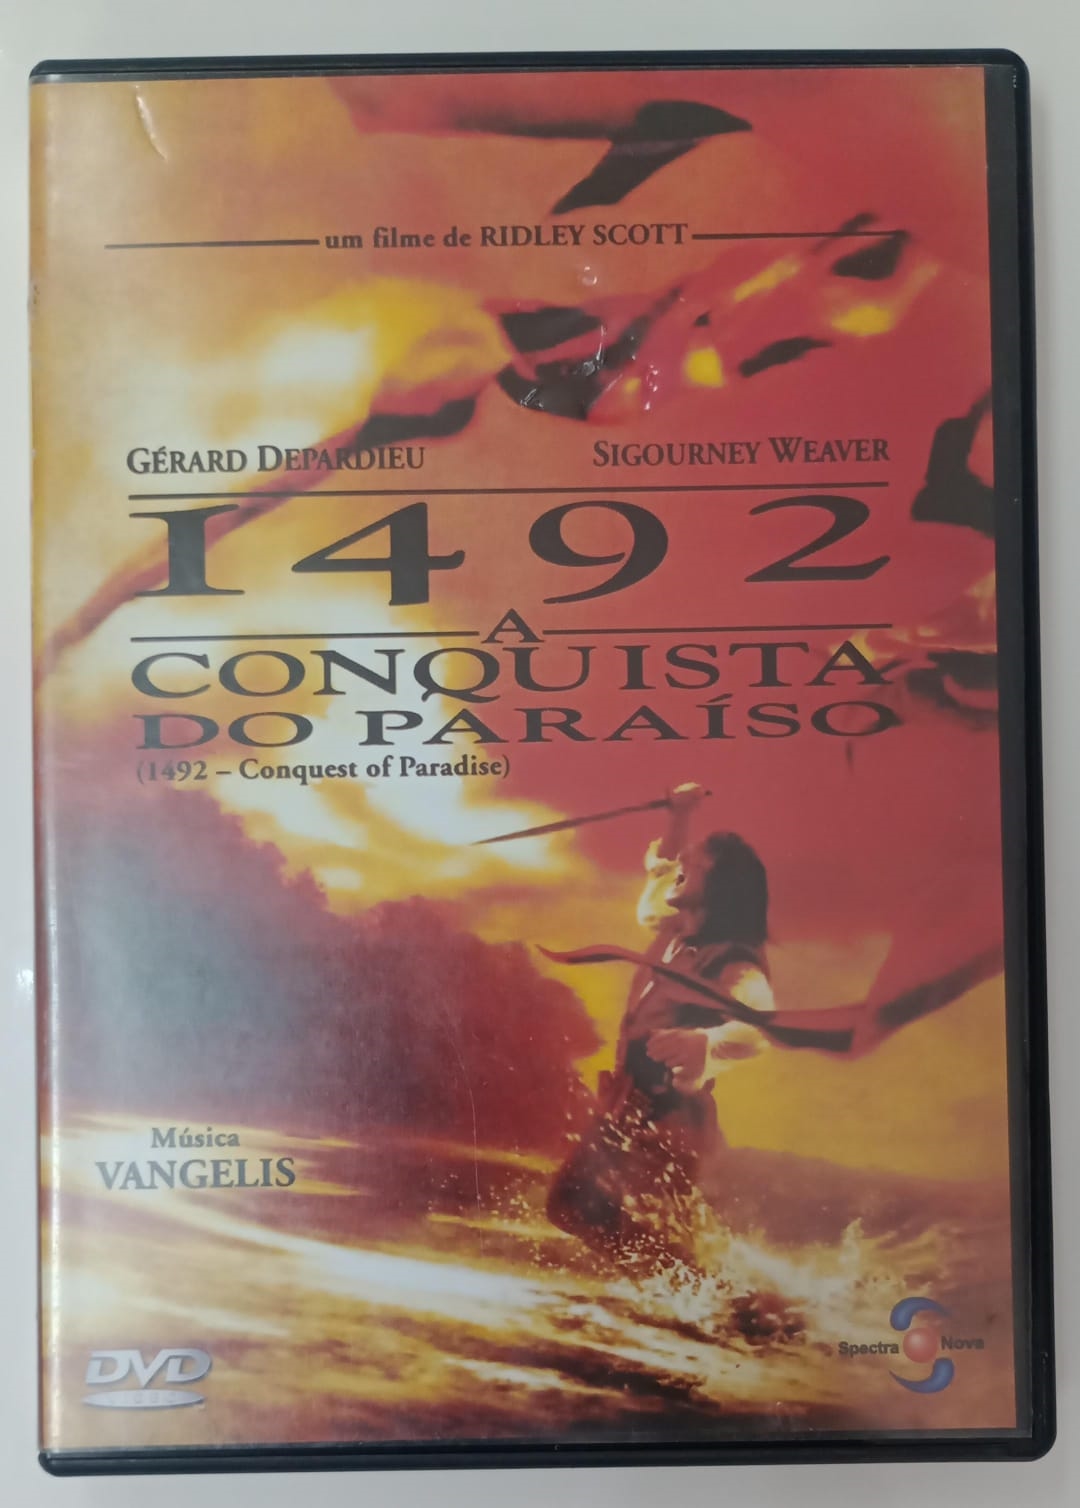 um filme de RIDLEY SCOTT
GÉRARD DEPARDIEU SIGOURNEY WEAVER
1492
A
CONQUISTA
DO PARAÍSO
(1492 – Conquest of Paradise)
Música
VANGELIS
DVD
VIDEO
Spectra Nova